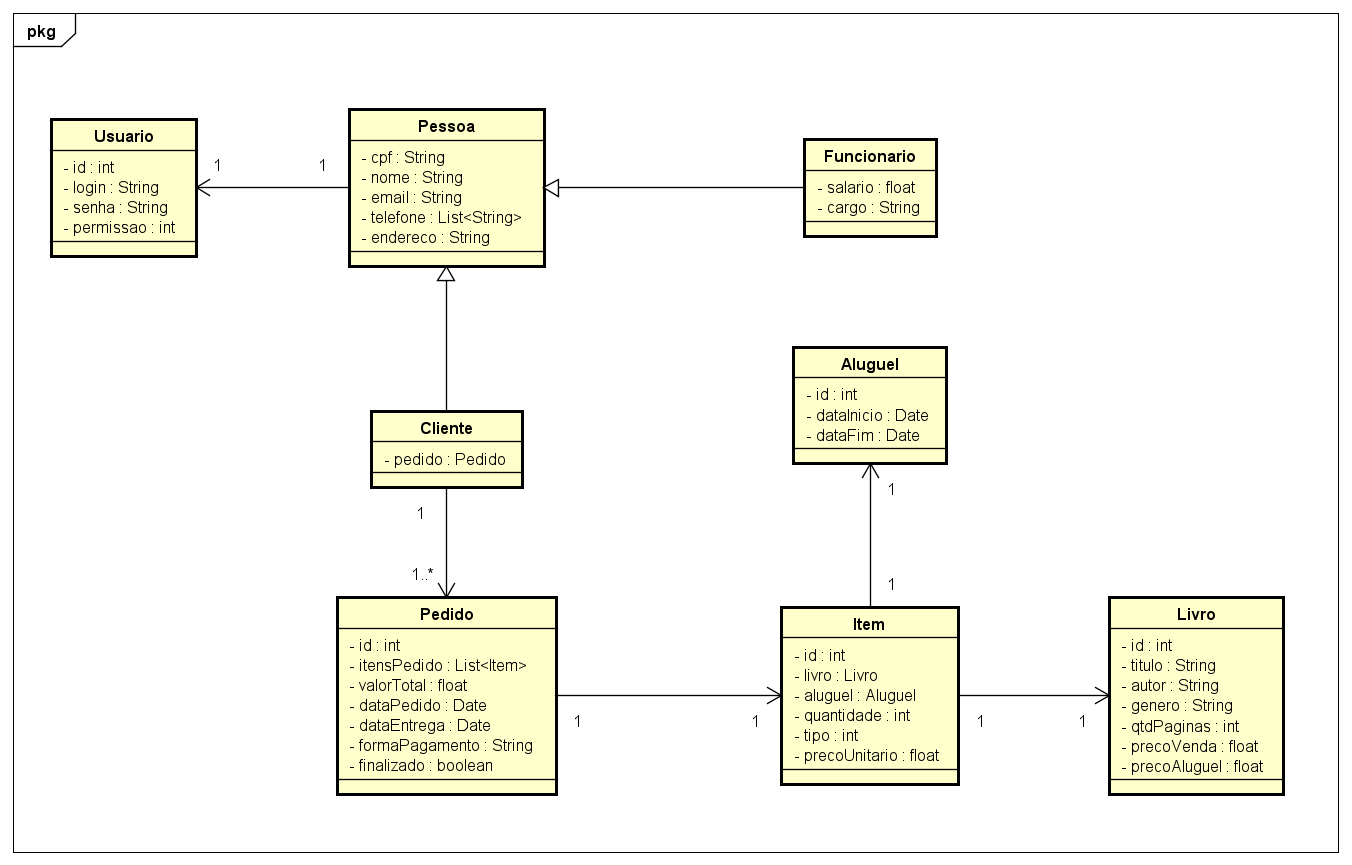 pkg
Usuario
- id : int
- login : String
- senha : String
- permissao : int
1
1
Pessoa
- cpf : String
- nome : String
- email : String
- telefone : List<String>
- endereco : String
Funcionario
- salario : float
- cargo : String
Cliente
- pedido : Pedido
1
1..*
Aluguel
- id : int
- dataInicio : Date
- dataFim : Date
1
1
Pedido
- id : int
- itensPedido : List<Item>
- valorTotal : float
- dataPedido : Date
- dataEntrega : Date
- formaPagamento : String
- finalizado : boolean
1
1
Item
- id : int
- livro : Livro
- aluguel : Aluguel
- quantidade : int
- tipo : int
- precoUnitario : float
1
1
Livro
- id : int
- titulo : String
- autor : String
- genero : String
- qtdPaginas : int
- precoVenda : float
- precoAluguel : float